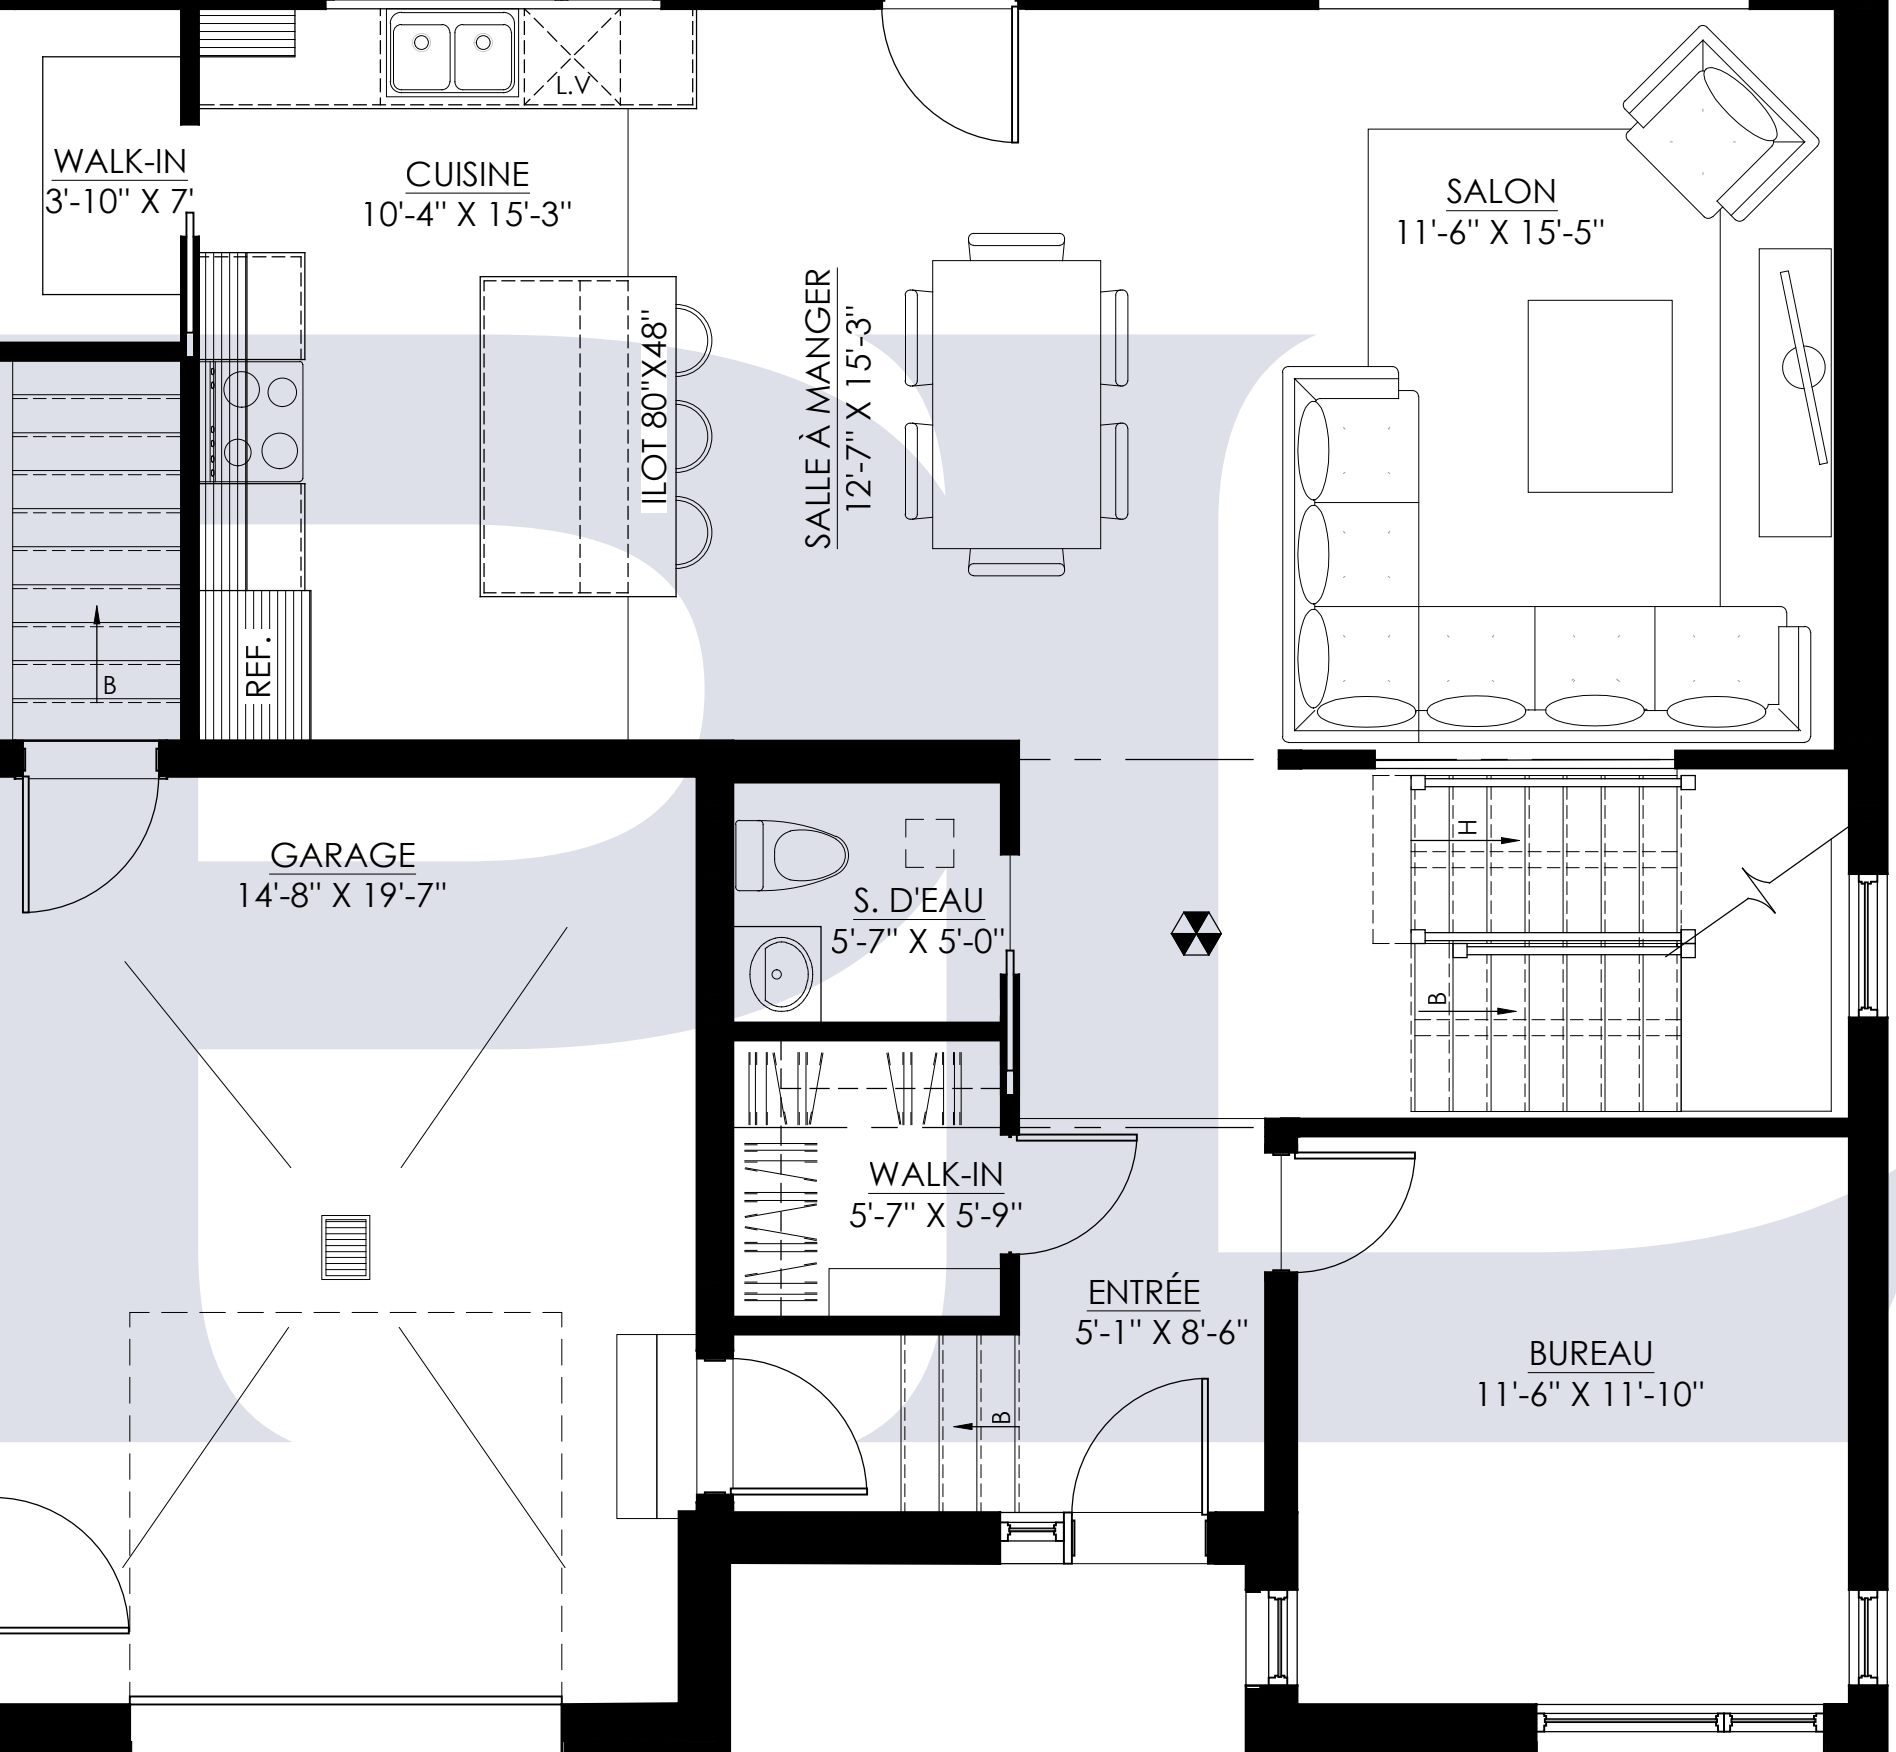 L.V
WALK-IN
3'-10" X 7'
CUISINE
10'-4" X 15'-3"
SALON
11'-6" X 15'-5"
ILOT 80"X48"
SALLE À MANGER
12'-7" X 15'-3"
REF.
B
GARAGE
14'-8" X 19'-7"
S. D'EAU
5'-7" X 5'-0"
H
B
WALK-IN
5'-7" X 5'-9"
ENTRÉE
5'-1" X 8'-6"
B
BUREAU
11'-6" X 11'-10"